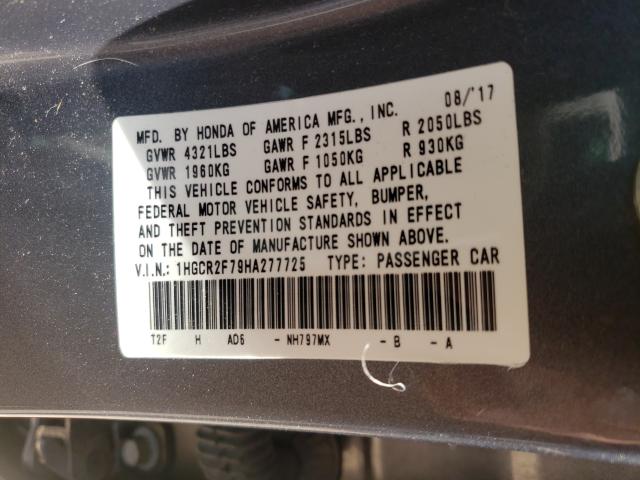 MFD. BY HONDA OF AMERICA MFG., INC. 08/'17
GVWR 4321LBS GAWR F 2315LBS R 2050LBS
GVWR 1960KG GAWR F 1050KG R 930KG
THIS VEHICLE CONFORMS TO ALL APPLICABLE
FEDERAL MOTOR VEHICLE SAFETY, BUMPER,
AND THEFT PREVENTION STANDARDS IN EFFECT
ON THE DATE OF MANUFACTURE SHOWN ABOVE.
V.I.N.: 1HGCR2F79HA277725 TYPE: PASSENGER CAR
T2F H AD6 - NH797MX - B - A